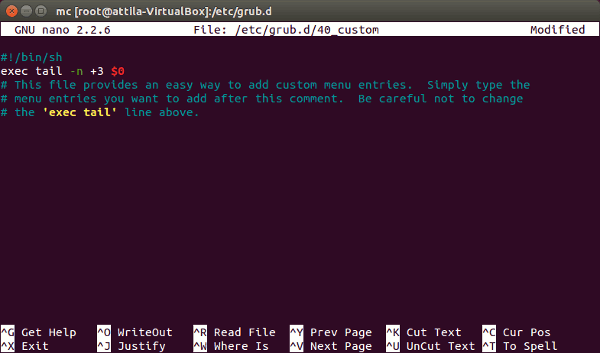 mc [root@attila-VirtualBox]:/etc/grub.d
GNU nano 2.2.6 File: /etc/grub.d/40_custom Modified
#!/bin/sh
exec tail -n +3 $0
# This file provides an easy way to add custom menu entries.  Simply type the
# menu entries you want to add after this comment.  Be careful not to change
# the 'exec tail' line above.
^G Get Help ^O WriteOut ^R Read File ^Y Prev Page ^K Cut Text ^C Cur Pos
^X Exit ^J Justify ^W Where Is ^V Next Page ^U UnCut Text ^T To Spell